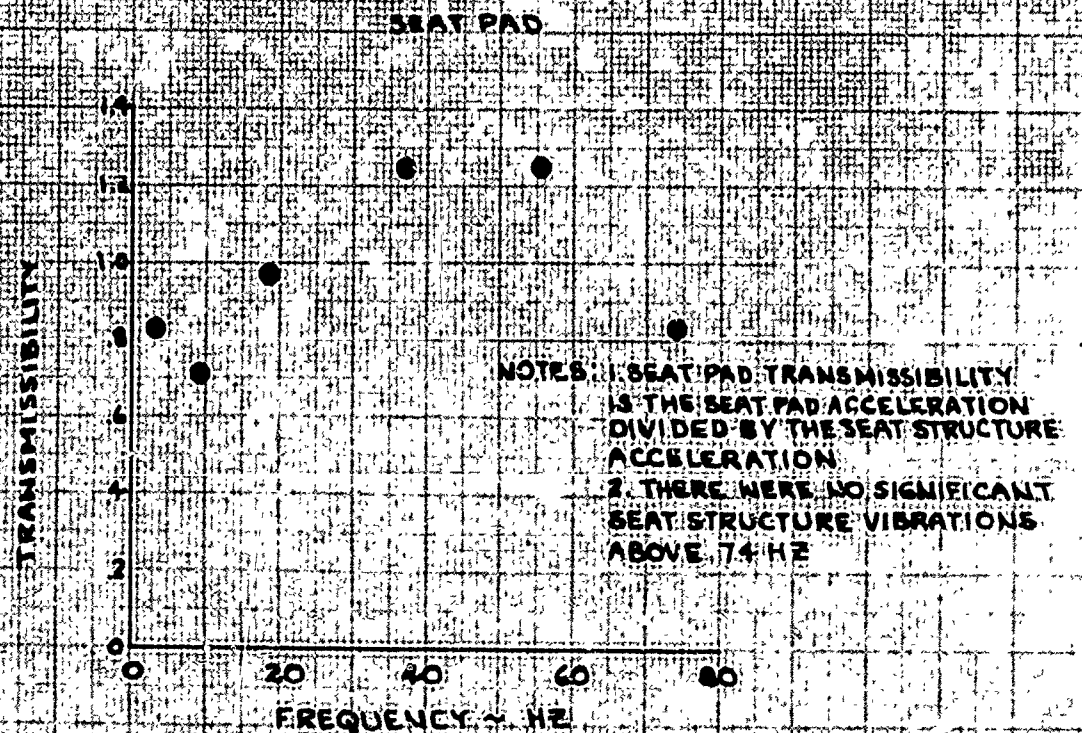 SEAT PAD
1.4
1.2
1.0
.8
.6
.4
.2
0
0 20 40 60 80
TRANSMISSIBILITY
FREQUENCY ~ HZ
NOTES: 1. SEAT PAD TRANSMISSIBILITY
IS THE SEAT PAD ACCELERATION
DIVIDED BY THE SEAT STRUCTURE
ACCELERATION
2. THERE WERE NO SIGNIFICANT
SEAT STRUCTURE VIBRATIONS
ABOVE 74 HZ